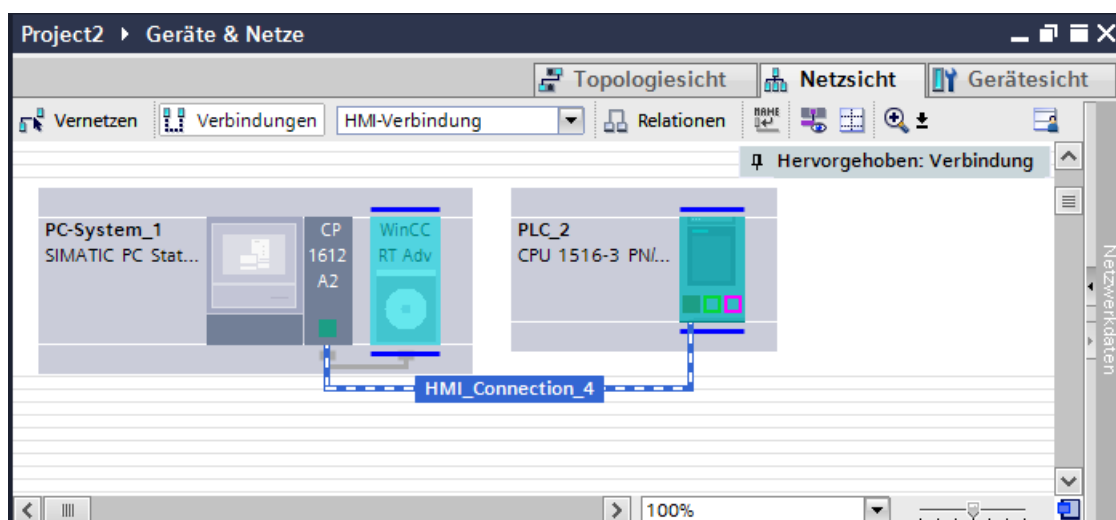 Project2 ▸ Geräte & Netze
Topologiesicht
Netzsicht
Gerätesicht
Vernetzen
Verbindungen
HMI-Verbindung
Relationen
NAME
Hervorgehoben: Verbindung
PC-System_1
SIMATIC PC Stat...
CP
1612
A2
WinCC
RT Adv
PLC_2
CPU 1516-3 PN/...
HMI_Connection_4
Netzwerkdaten
100%